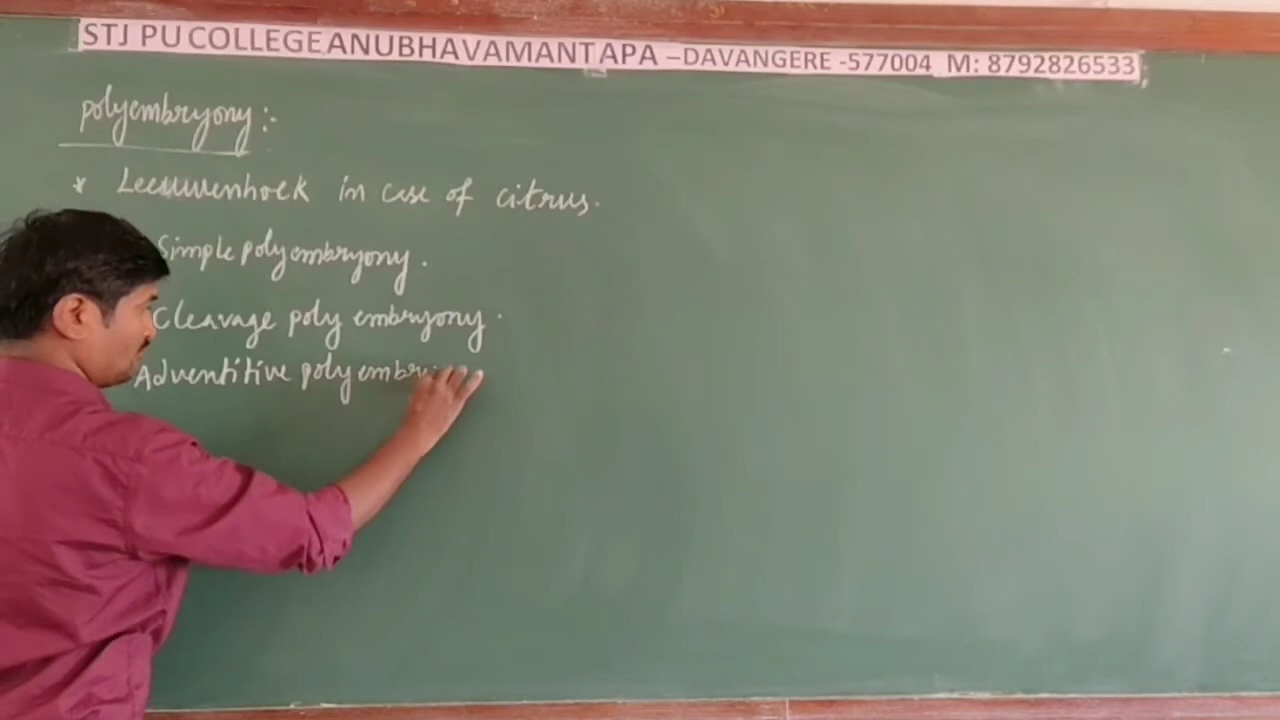 STJ PU COLLEGE ANUBHAVAMANTAPA –DAVANGERE -577004 M: 8792826533
polyembryony :-
* Leeuwenhoek in case of citrus.
Simple polyembryony.
Cleavage poly embryony.
Adventitive polyembry